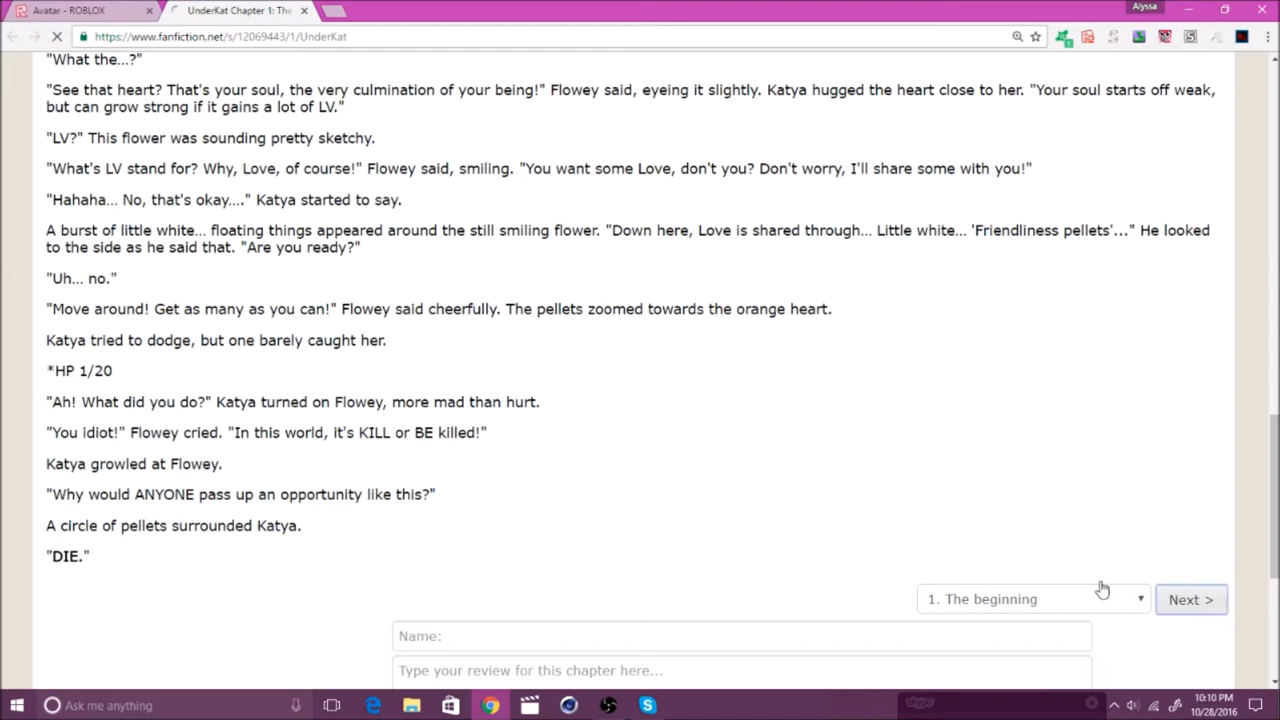 Avatar - ROBLOX
UnderKat Chapter 1: The
Alyssa
https://www.fanfiction.net/s/12069443/1/UnderKat
"What the...?"
"See that heart? That's your soul, the very culmination of your being!" Flowey said, eyeing it slightly. Katya hugged the heart close to her. "Your soul starts off weak,
but can grow strong if it gains a lot of LV."
"LV?" This flower was sounding pretty sketchy.
"What's LV stand for? Why, Love, of course!" Flowey said, smiling. "You want some Love, don't you? Don't worry, I'll share some with you!"
"Hahaha... No, that's okay...." Katya started to say.
A burst of little white... floating things appeared around the still smiling flower. "Down here, Love is shared through... Little white... 'Friendliness pellets'..." He looked
to the side as he said that. "Are you ready?"
"Uh... no."
"Move around! Get as many as you can!" Flowey said cheerfully. The pellets zoomed towards the orange heart.
Katya tried to dodge, but one barely caught her.
*HP 1/20
"Ah! What did you do?" Katya turned on Flowey, more mad than hurt.
"You idiot!" Flowey cried. "In this world, it's KILL or BE killed!"
Katya growled at Flowey.
"Why would ANYONE pass up an opportunity like this?"
A circle of pellets surrounded Katya.
"DIE."
1. The beginning
Next >
Name:
Type your review for this chapter here...
Ask me anything
10:10 PM
10/28/2016